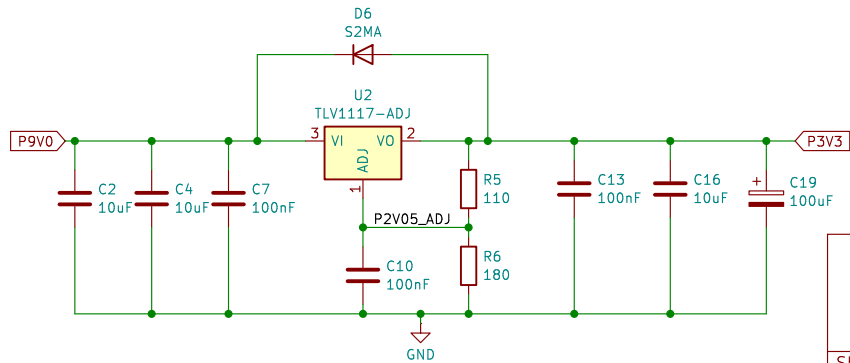 D6
S2MA
U2
TLV1117-ADJ
P9V0
3
VI
VO
2
P3V3
ADJ
1
C2
10uF
C4
10uF
C7
100nF
R5
110
C13
100nF
C16
10uF
+
C19
100uF
P2V05_ADJ
C10
100nF
R6
180
GND